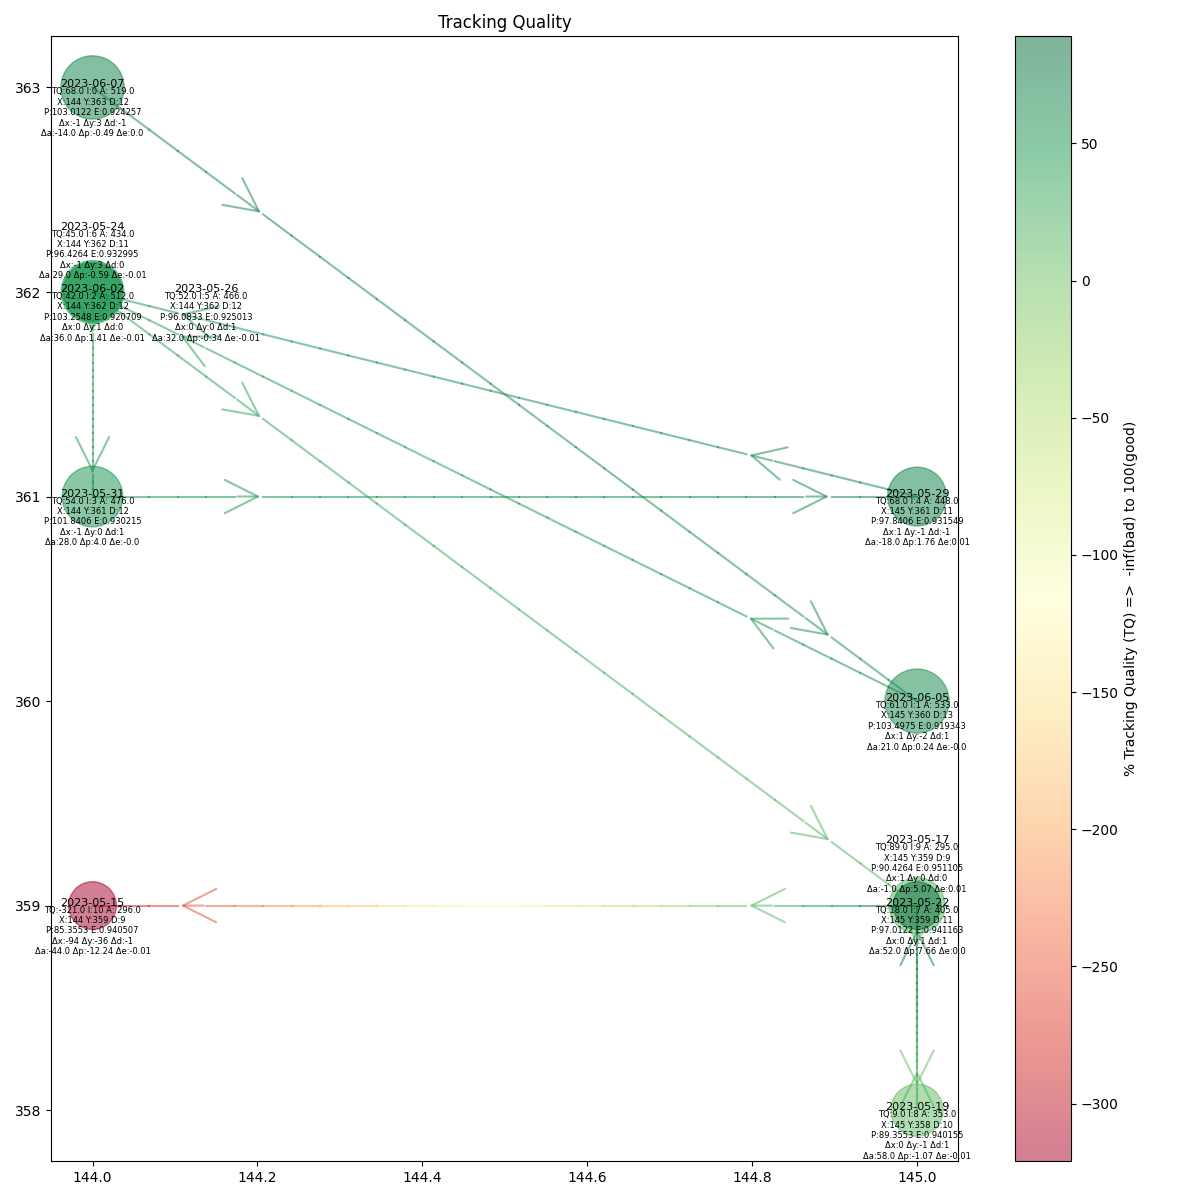 Tracking Quality
363
2023-06-07
TQ:68.0 I:0 A: 519.0
X:144 Y:363 D:12
P:103.0122 E:0.924257
Δx:-1 Δy:3 Δd:-1
Δa:-14.0 Δp:-0.49 Δe:0.0
2023-05-24
TQ:45.0 I:6 A: 434.0
X:144 Y:362 D:11
P:96.4264 E:0.932995
Δx:-1 Δy:3 Δd:0
Δa:29.0 Δp:-0.59 Δe:-0.01
362
2023-06-02
TQ:42.0 I:2 A: 512.0
X:144 Y:362 D:12
P:103.2548 E:0.920709
Δx:0 Δy:1 Δd:0
Δa:36.0 Δp:1.41 Δe:-0.01
2023-05-26
TQ:52.0 I:5 A: 466.0
X:144 Y:362 D:12
P:96.0833 E:0.925013
Δx:0 Δy:0 Δd:1
Δa:32.0 Δp:-0.34 Δe:-0.01
361
2023-05-31
TQ:54.0 I:3 A: 476.0
X:144 Y:361 D:12
P:101.8406 E:0.930215
Δx:-1 Δy:0 Δd:1
Δa:28.0 Δp:4.0 Δe:-0.0
2023-05-29
TQ:68.0 I:4 A: 448.0
X:145 Y:361 D:11
P:97.8406 E:0.931549
Δx:1 Δy:-1 Δd:-1
Δa:-18.0 Δp:1.76 Δe:0.01
360
2023-06-05
TQ:61.0 I:1 A: 533.0
X:145 Y:360 D:13
P:103.4975 E:0.919343
Δx:1 Δy:-2 Δd:1
Δa:21.0 Δp:0.24 Δe:-0.0
2023-05-17
TQ:89.0 I:9 A: 295.0
X:145 Y:359 D:9
P:90.4264 E:0.951105
Δx:1 Δy:0 Δd:0
Δa:-1.0 Δp:5.07 Δe:0.01
359
2023-05-15
TQ:-321.0 I:10 A: 296.0
X:144 Y:359 D:9
P:85.3553 E:0.940507
Δx:-94 Δy:-36 Δd:-1
Δa:-44.0 Δp:-12.24 Δe:-0.01
2023-05-22
TQ:18.0 I:7 A: 405.0
X:145 Y:359 D:11
P:97.0122 E:0.941163
Δx:0 Δy:1 Δd:1
Δa:52.0 Δp:7.66 Δe:0.0
358
2023-05-19
TQ:9.0 I:8 A: 353.0
X:145 Y:358 D:10
P:89.3553 E:0.940155
Δx:0 Δy:-1 Δd:1
Δa:58.0 Δp:-1.07 Δe:-0.01
144.0 144.2 144.4 144.6 144.8 145.0
50
0
−50
−100
−150
−200
−250
−300
% Tracking Quality (TQ) => -inf(bad) to 100(good)